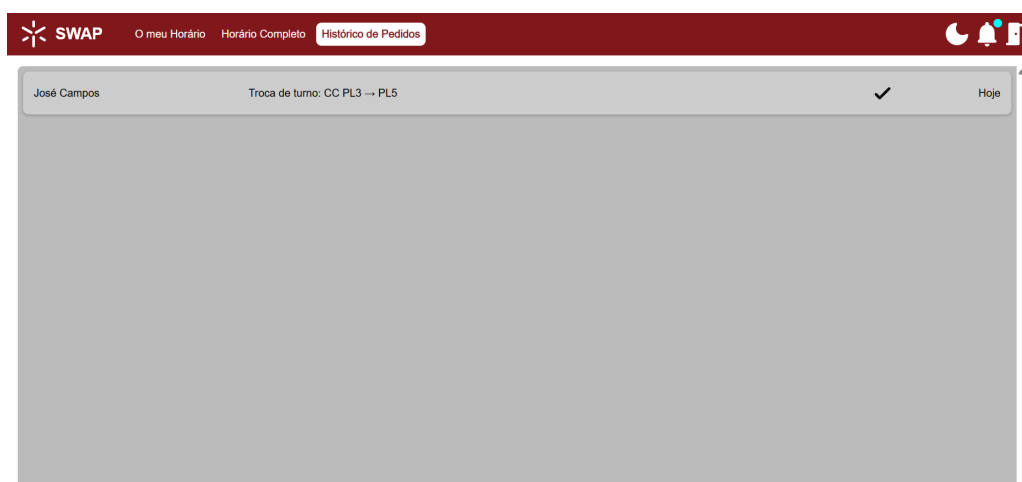 SWAP O meu Horário Horário Completo Histórico de Pedidos
José Campos Troca de turno: CC PL3 → PL5 Hoje